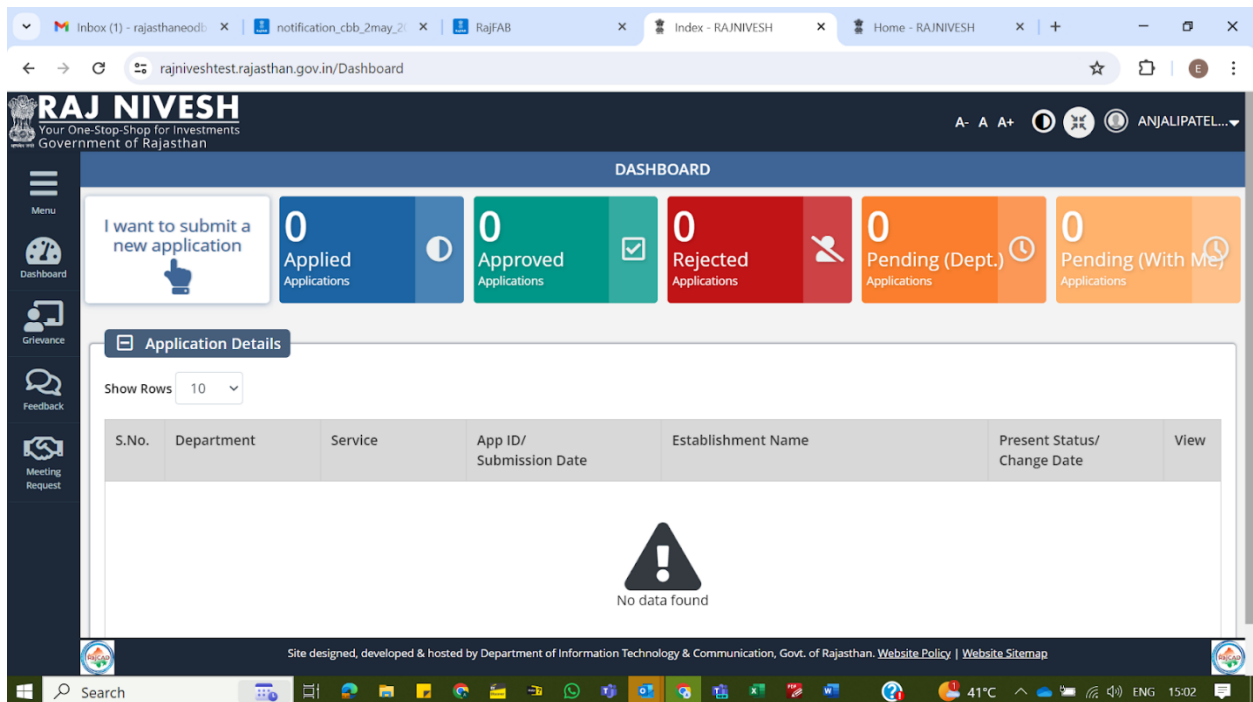 Inbox (1) - rajasthaneodb
notification_cbb_2may_20
RajFAB
Index - RAJNIVESH
Home - RAJNIVESH
rajniveshtest.rajasthan.gov.in/Dashboard
E
RAJ NIVESH
Your One-Stop-Shop for Investments
Government of Rajasthan
A- A A+
ANJALIPATEL...
Menu
Dashboard
Grievance
Feedback
Meeting
Request
DASHBOARD
I want to submit a
new application
0
Applied
Applications
0
Approved
Applications
0
Rejected
Applications
0
Pending (Dept.)
Applications
0
Pending (With Me)
Applications
Application Details
Show Rows 10
S.No. Department Service App ID/ Establishment Name Present Status/ View
Submission Date Change Date
No data found
Site designed, developed & hosted by Department of Information Technology & Communication, Govt. of Rajasthan. Website Policy | Website Sitemap
Search
41°C ENG 15:02